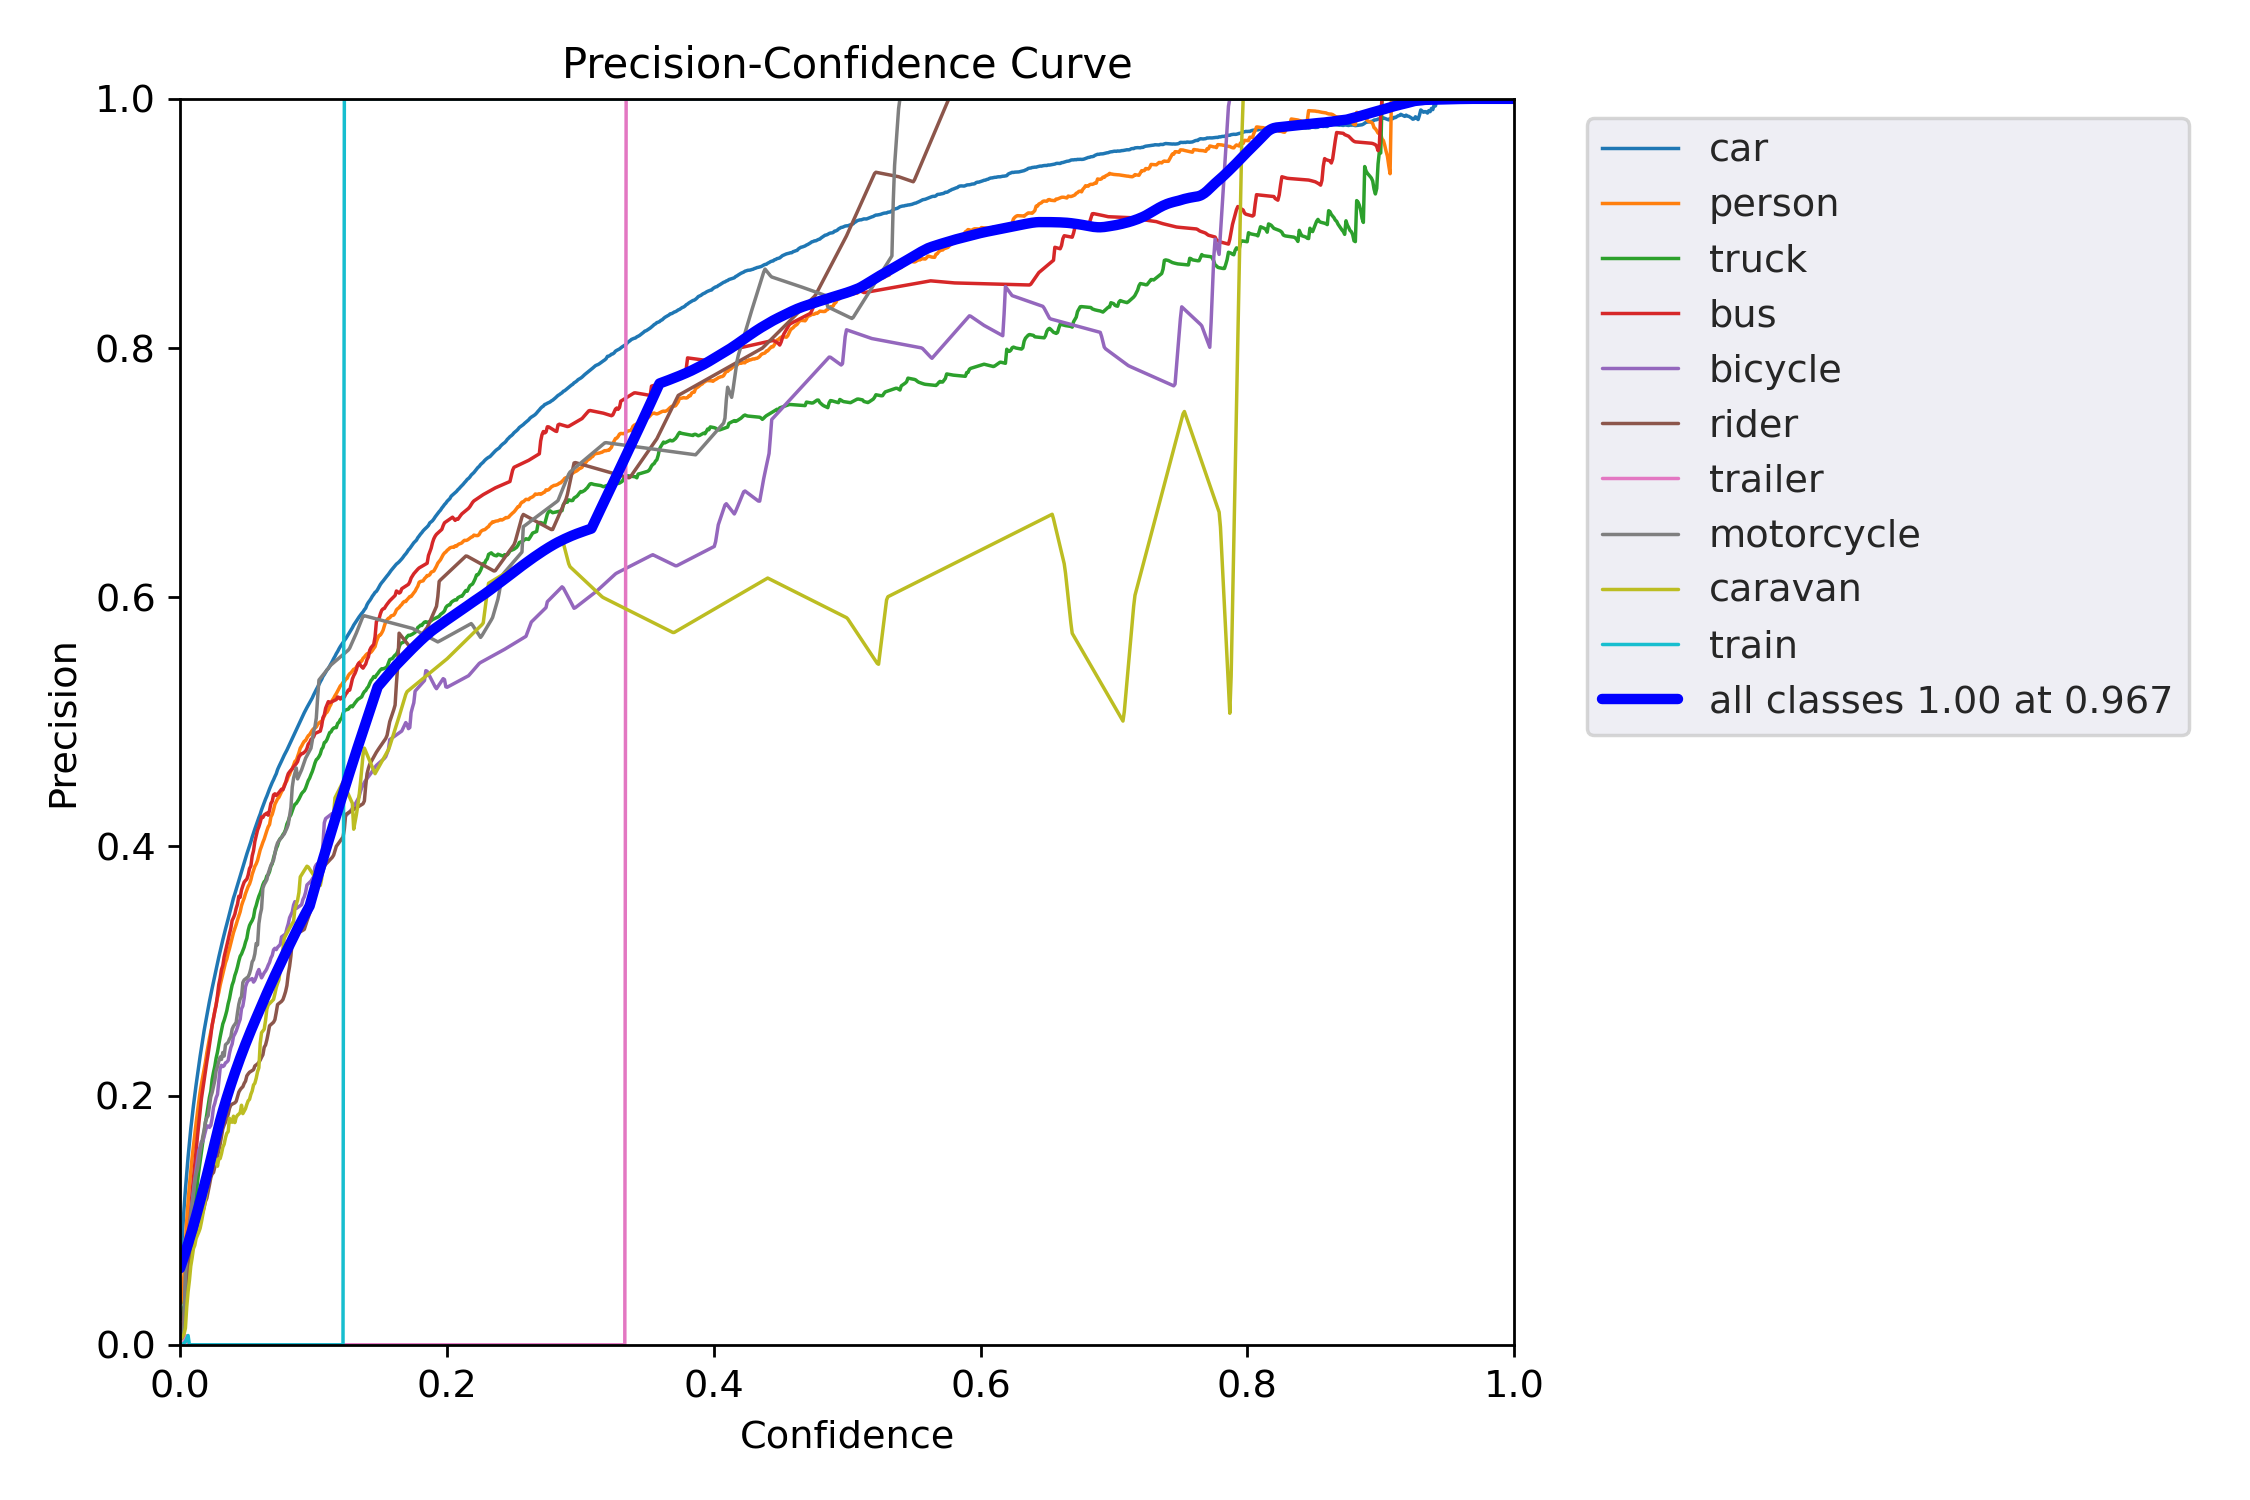 Precision-Confidence Curve
1.0
0.8
0.6
0.4
0.2
0.0
Precision
0.0 0.2 0.4 0.6 0.8 1.0
Confidence
car
person
truck
bus
bicycle
rider
trailer
motorcycle
caravan
train
all classes 1.00 at 0.967